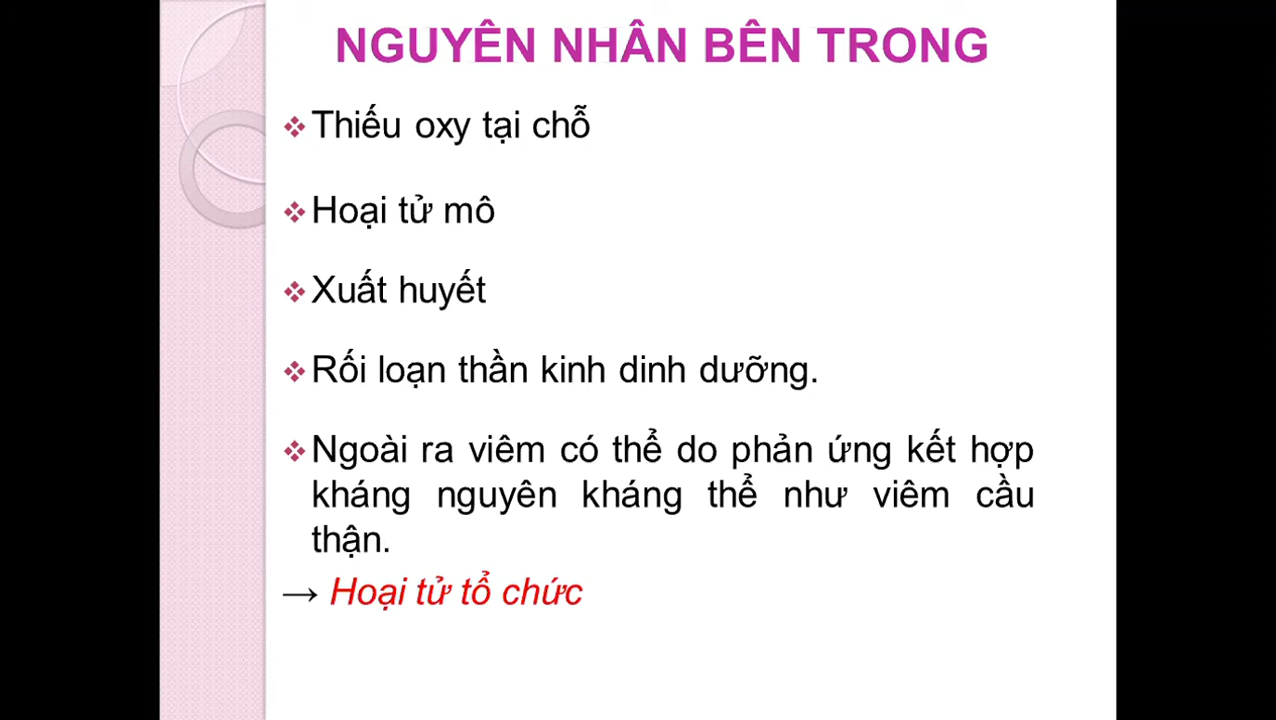 NGUYÊN NHÂN BÊN TRONG
Thiếu oxy tại chỗ
Hoại tử mô
Xuất huyết
Rối loạn thần kinh dinh dưỡng.
Ngoài ra viêm có thể do phản ứng kết hợp
kháng nguyên kháng thể như viêm cầu
thận.
→ Hoại tử tổ chức